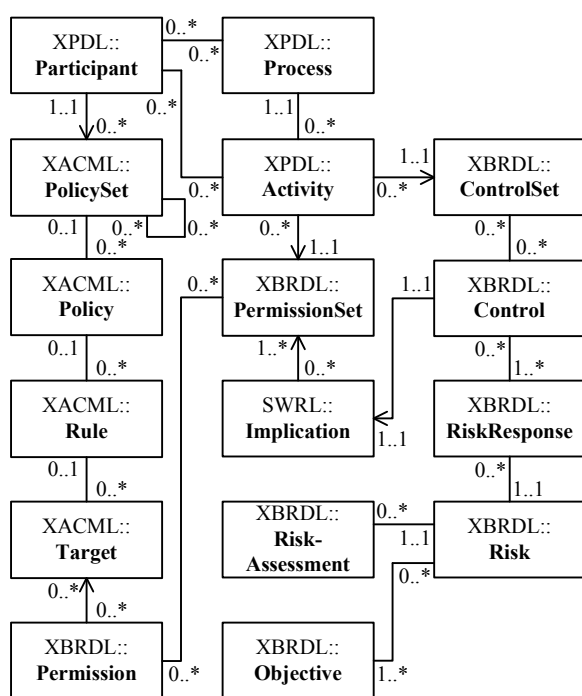 XPDL::
Participant
0..*
0..*
XPDL::
Process
1..1
0..*
0..*
1..1
0..*
XACML::
PolicySet
0..*
XPDL::
Activity
1..1
0..*
XBRDL::
ControlSet
0..1
0..*
0..*
0..*
0..*
1..1
0..*
0..*
XACML::
Policy
0..*
XBRDL::
PermissionSet
1..1
XBRDL::
Control
0..1
0..*
1..*
0..*
0..*
1..*
XACML::
Rule
SWRL::
Implication
1..1
XBRDL::
RiskResponse
0..1
0..*
0..*
1..1
XACML::
Target
XBRDL::
Risk-
Assessment
0..*
1..1
XBRDL::
Risk
0..*
0..*
0..*
XBRDL::
Permission
0..*
XBRDL::
Objective
1..*